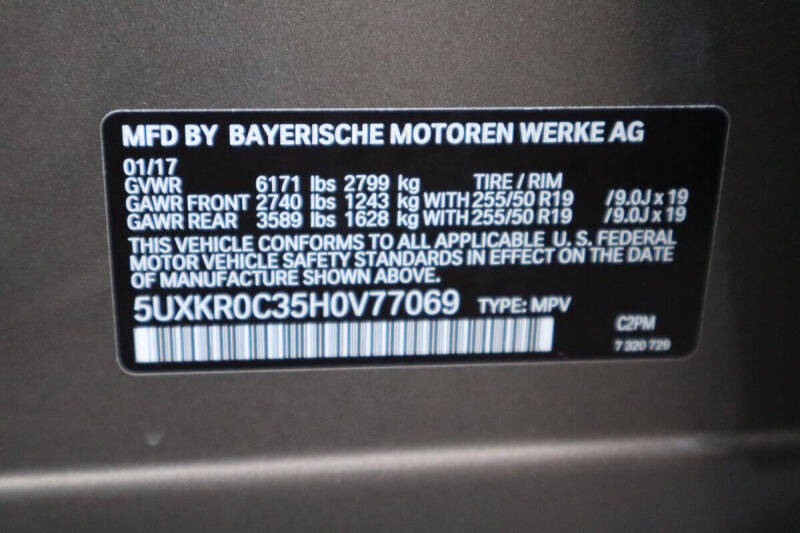 MFD BY BAYERISCHE MOTOREN WERKE AG
01/17
GVWR 6171 lbs 2799 kg TIRE / RIM
GAWR FRONT 2740 lbs 1243 kg WITH 255/50 R19 /9.0J x 19
GAWR REAR 3589 lbs 1628 kg WITH 255/50 R19 /9.0J x 19
THIS VEHICLE CONFORMS TO ALL APPLICABLE U. S. FEDERAL
MOTOR VEHICLE SAFETY STANDARDS IN EFFECT ON THE DATE
OF MANUFACTURE SHOWN ABOVE.
5UXKR0C35H0V77069 TYPE: MPV
C2PM
7 320 729